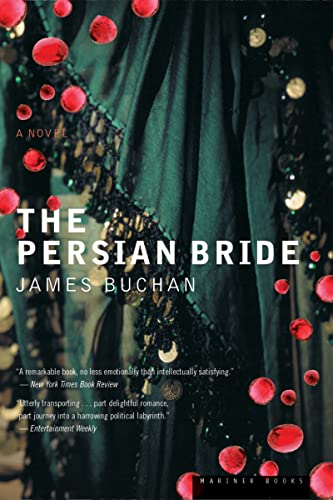 A NOVEL
THE
PERSIAN BRIDE
JAMES BUCHAN
"A remarkable book, no less emotionally than intellectually satisfying."
— New York Times Book Review
"Utterly transporting . . . part delightful romance,
part journey into a harrowing political labyrinth."
— Entertainment Weekly
MARINER BOOKS